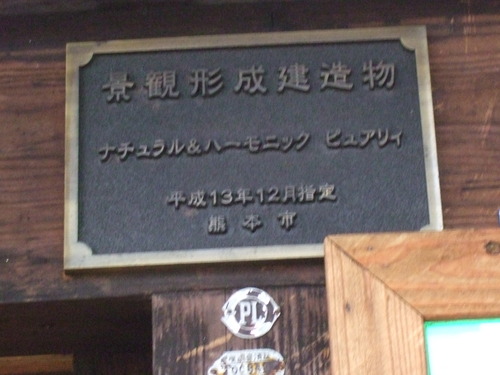 景観形成建造物
ナチュラル&ハーモニック ピュアリィ
平成13年12月指定
熊本市
PL